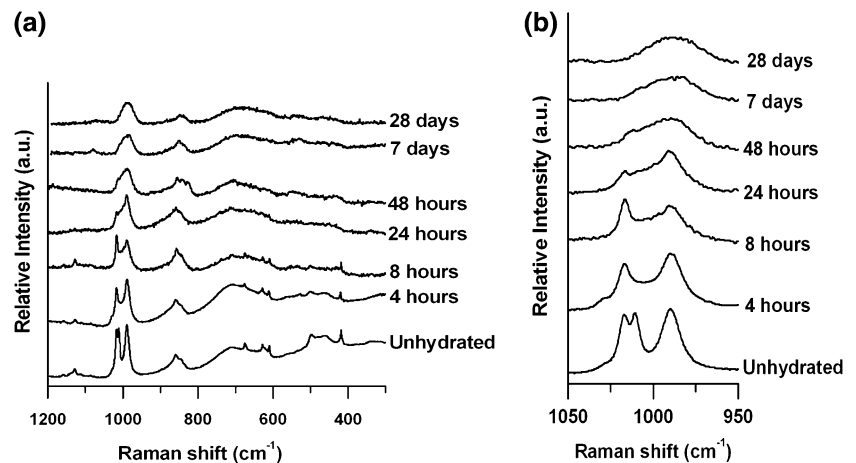 (a)
Relative Intensity (a.u.)
28 days
7 days
48 hours
24 hours
8 hours
4 hours
Unhydrated
1200 1000 800 600 400
Raman shift (cm⁻¹)
(b)
Relative Intensity (a.u.)
28 days
7 days
48 hours
24 hours
8 hours
4 hours
Unhydrated
1050 1000 950
Raman shift (cm⁻¹)